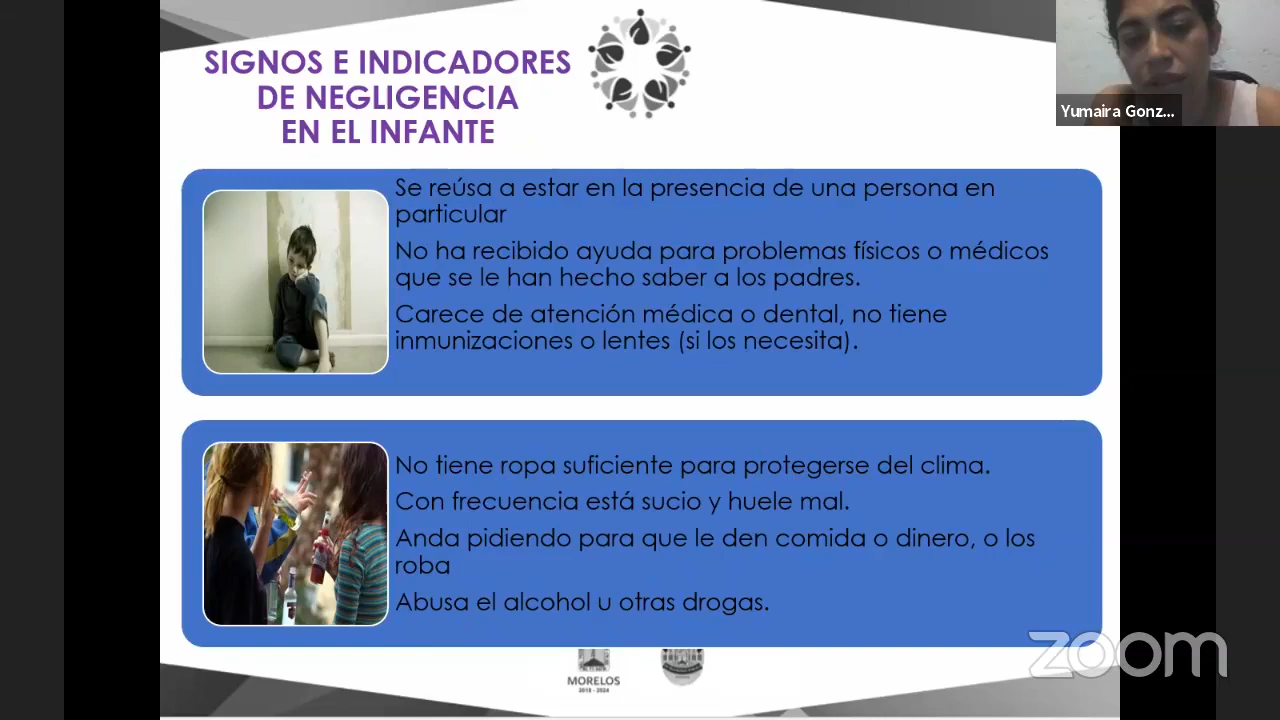 SIGNOS E INDICADORES
DE NEGLIGENCIA
EN EL INFANTE
Yumaira Gonz...
Se reúsa a estar en la presencia de una persona en
particular
No ha recibido ayuda para problemas físicos o médicos
que se le han hecho saber a los padres.
Carece de atención médica o dental, no tiene
inmunizaciones o lentes (si los necesita).
No tiene ropa suficiente para protegerse del clima.
Con frecuencia está sucio y huele mal.
Anda pidiendo para que le den comida o dinero, o los
roba
Abusa el alcohol u otras drogas.
zoom
MORELOS
2018 - 2024